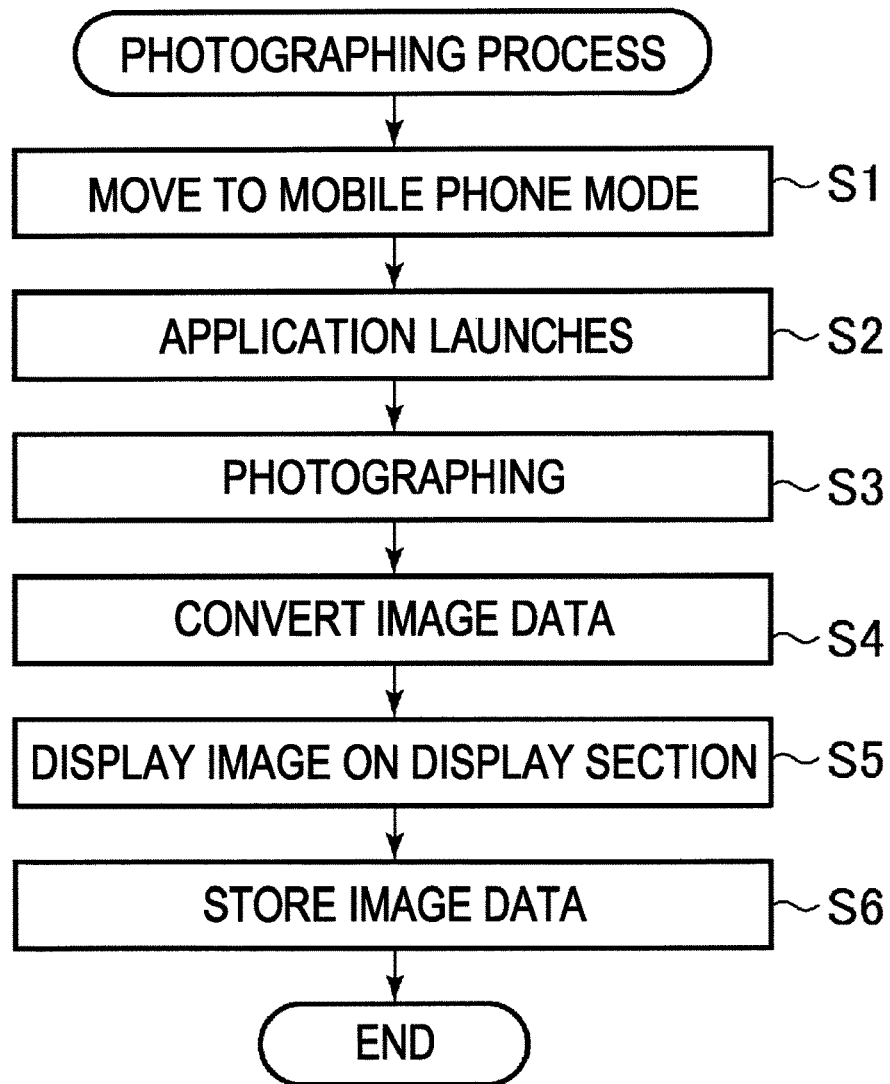 PHOTOGRAPHING PROCESS
MOVE TO MOBILE PHONE MODE
S1
APPLICATION LAUNCHES
S2
PHOTOGRAPHING
S3
CONVERT IMAGE DATA
S4
DISPLAY IMAGE ON DISPLAY SECTION
S5
STORE IMAGE DATA
S6
END